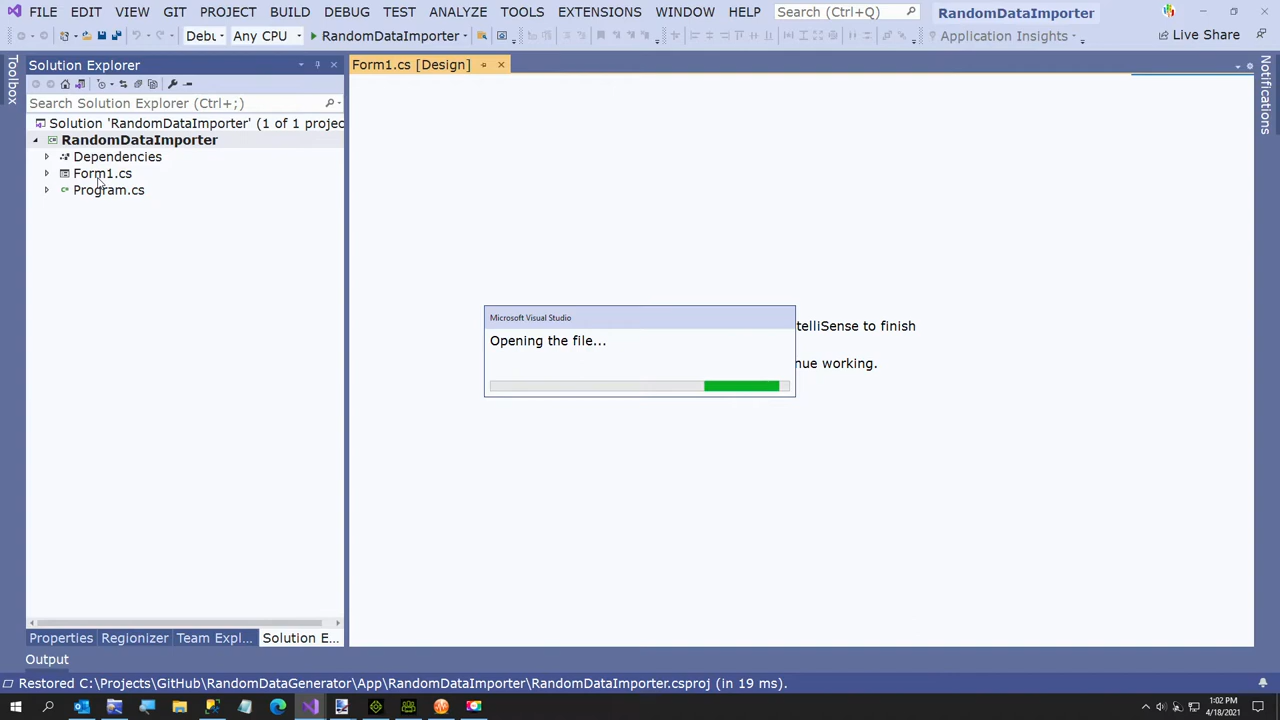 FILE EDIT VIEW GIT PROJECT BUILD DEBUG TEST ANALYZE TOOLS EXTENSIONS WINDOW HELP Search (Ctrl+Q) RandomDataImporter
Debu Any CPU RandomDataImporter Application Insights Live Share
Toolbox
Solution Explorer
Search Solution Explorer (Ctrl+;)
Solution 'RandomDataImporter' (1 of 1 projec
RandomDataImporter
Dependencies
Form1.cs
Program.cs
Form1.cs [Design]
Notifications
Microsoft Visual Studio
Opening the file...
telliSense to finish
nue working.
Properties Regionizer Team Expl... Solution E...
Output
Restored C:\Projects\GitHub\RandomDataGenerator\App\RandomDataImporter\RandomDataImporter.csproj (in 19 ms).
1:02 PM
4/18/2021